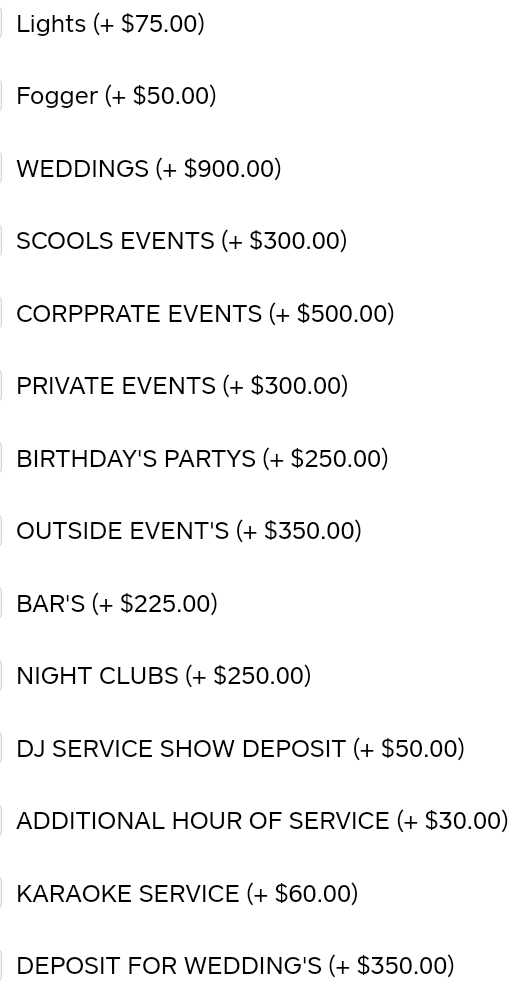 Lights (+ $75.00)
Fogger (+ $50.00)
WEDDINGS (+ $900.00)
SCOOLS EVENTS (+ $300.00)
CORPPRATE EVENTS (+ $500.00)
PRIVATE EVENTS (+ $300.00)
BIRTHDAY'S PARTYS (+ $250.00)
OUTSIDE EVENT'S (+ $350.00)
BAR'S (+ $225.00)
NIGHT CLUBS (+ $250.00)
DJ SERVICE SHOW DEPOSIT (+ $50.00)
ADDITIONAL HOUR OF SERVICE (+ $30.00)
KARAOKE SERVICE (+ $60.00)
DEPOSIT FOR WEDDING'S (+ $350.00)